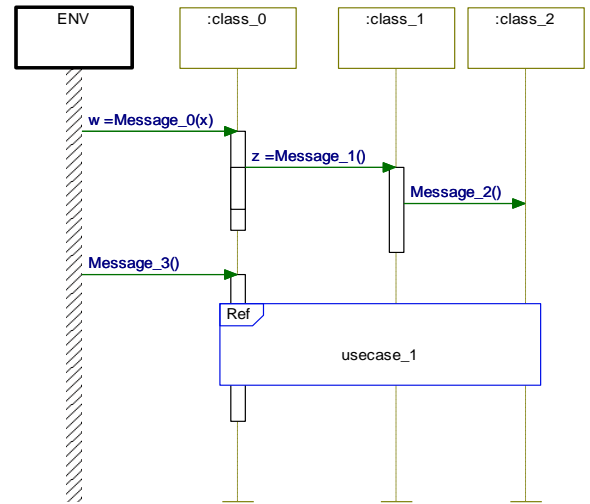 ENV
:class_0
:class_1
:class_2
w =Message_0(x)
z =Message_1()
Message_2()
Message_3()
Ref
usecase_1